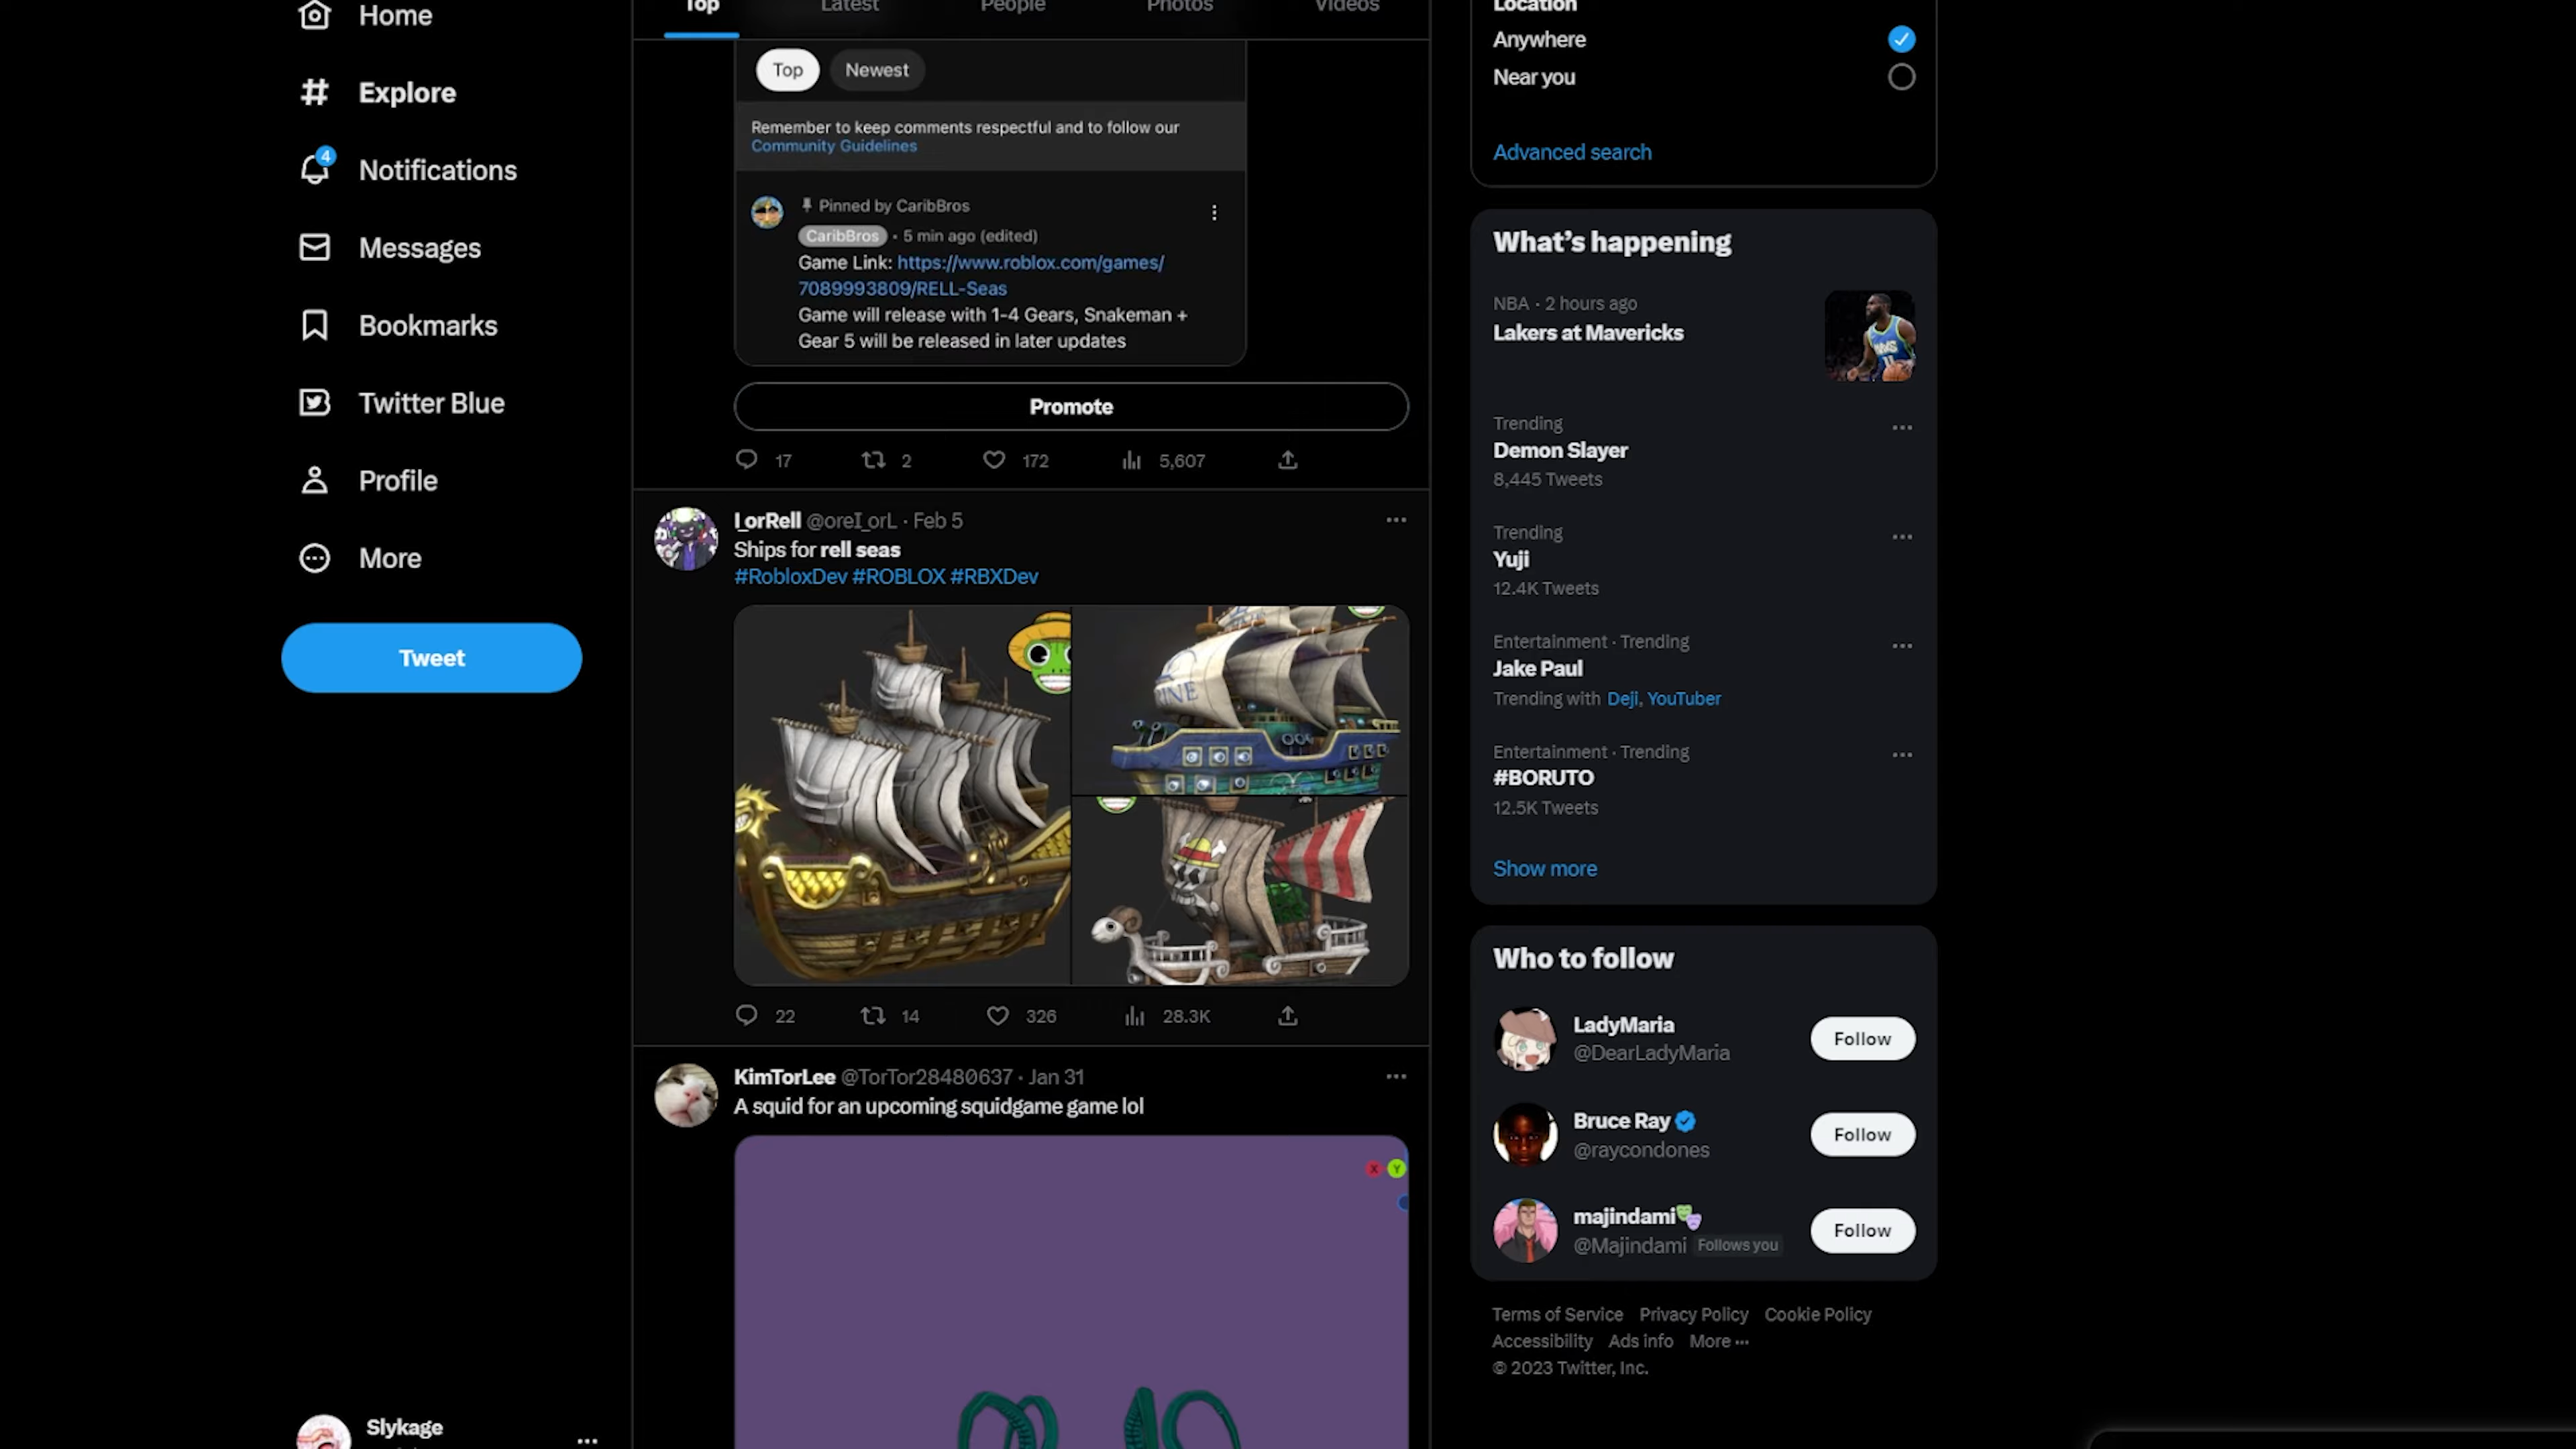 Home
Explore
4
Notifications
Messages
Bookmarks
Twitter Blue
Profile
More
Tweet
Slykage
Top Latest People Photos Videos
Top Newest
Remember to keep comments respectful and to follow our
Community Guidelines
Pinned by CaribBros
CaribBros · 5 min ago (edited)
Game Link: https://www.roblox.com/games/
7089993809/RELL-Seas
Game will release with 1-4 Gears, Snakeman +
Gear 5 will be released in later updates
Promote
17 2 172 5,607
I_orRell @oreI_orL · Feb 5
Ships for rell seas
#RobloxDev #ROBLOX #RBXDev
22 14 326 28.3K
KimTorLee @TorTor28480637 · Jan 31
A squid for an upcoming squidgame game lol
X Y
Location
Anywhere
Near you
Advanced search
What's happening
NBA · 2 hours ago
Lakers at Mavericks
Trending
Demon Slayer
8,445 Tweets
Trending
Yuji
12.4K Tweets
Entertainment · Trending
Jake Paul
Trending with Deji, YouTuber
Entertainment · Trending
#BORUTO
12.5K Tweets
Show more
Who to follow
LadyMaria
@DearLadyMaria
Follow
Bruce Ray
@raycondones
Follow
majindami
@Majindami Follows you
Follow
Terms of Service Privacy Policy Cookie Policy
Accessibility Ads info More ···
© 2023 Twitter, Inc.